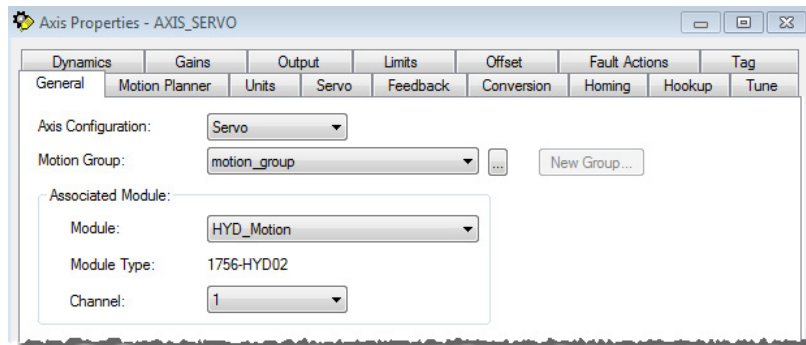 Axis Properties - AXIS_SERVO
Dynamics Gains Output Limits Offset Fault Actions Tag
General Motion Planner Units Servo Feedback Conversion Homing Hookup Tune
Axis Configuration: Servo
Motion Group: motion_group ... New Group...
Associated Module:
Module: HYD_Motion
Module Type: 1756-HYD02
Channel: 1